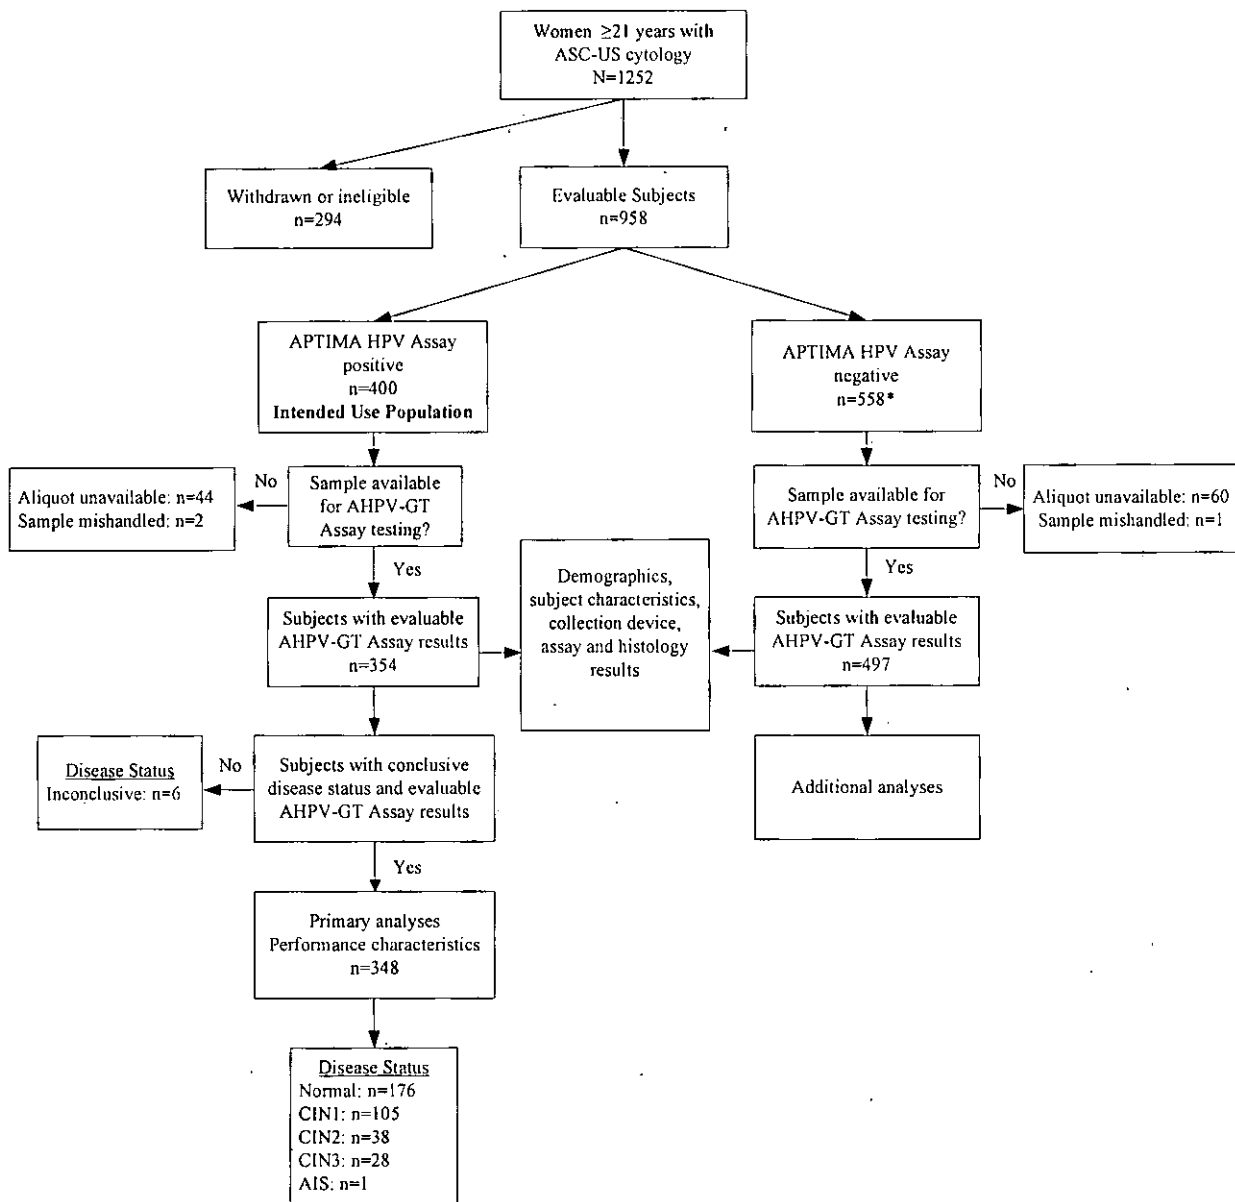 Women ≥21 years with
ASC-US cytology
N=1252
Withdrawn or ineligible
n=294
Evaluable Subjects
n=958
APTIMA HPV Assay
positive
n=400
Intended Use Population
APTIMA HPV Assay
negative
n=558*
Aliquot unavailable: n=44
Sample mishandled: n=2
No
Sample available
for AHPV-GT
Assay testing?
Sample available for
AHPV-GT Assay testing?
No
Aliquot unavailable: n=60
Sample mishandled: n=1
Yes
Yes
Subjects with evaluable
AHPV-GT Assay results
n=354
Demographics,
subject characteristics,
collection device,
assay and histology
results
Subjects with evaluable
AHPV-GT Assay results
n=497
Disease Status
Inconclusive: n=6
No
Subjects with conclusive
disease status and evaluable
AHPV-GT Assay results
Additional analyses
Yes
Primary analyses
Performance characteristics
n=348
Disease Status
Normal: n=176
CIN1: n=105
CIN2: n=38
CIN3: n=28
AIS: n=1